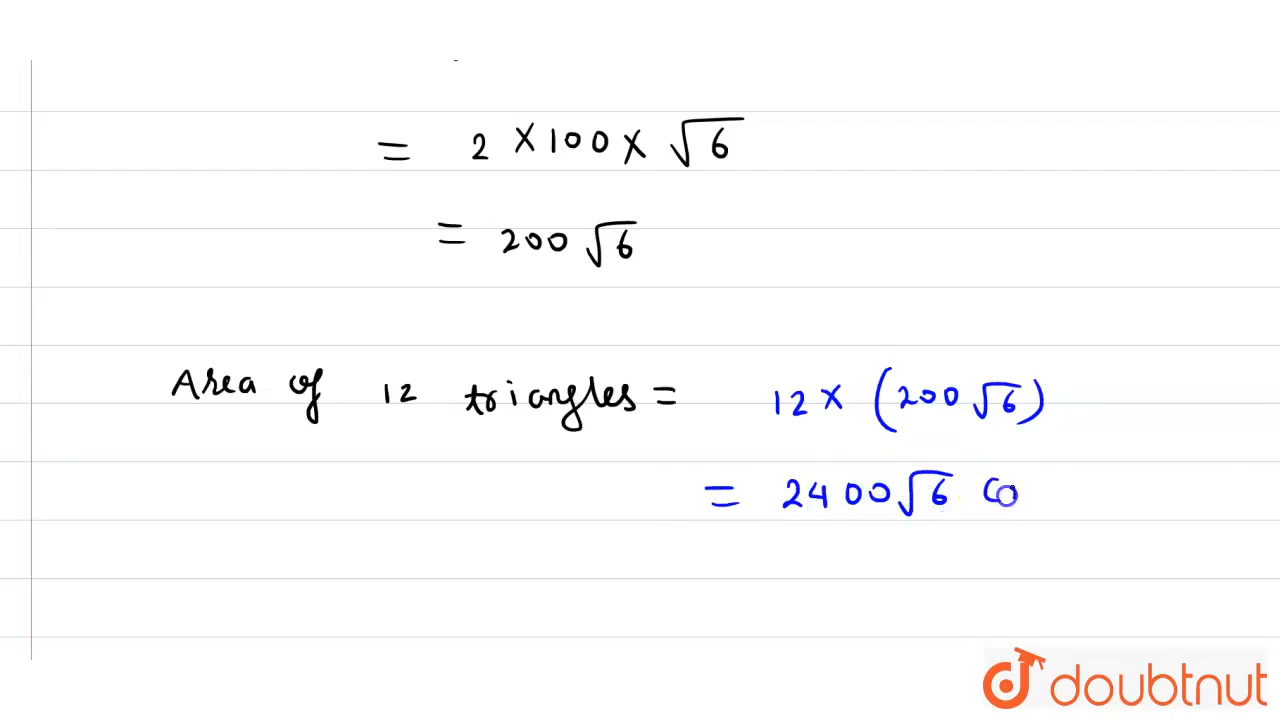 = 2 × 100 × √6
= 200 √6
Area of 12 triangles = 12 × (200 √6)
= 2400 √6
doubtnut